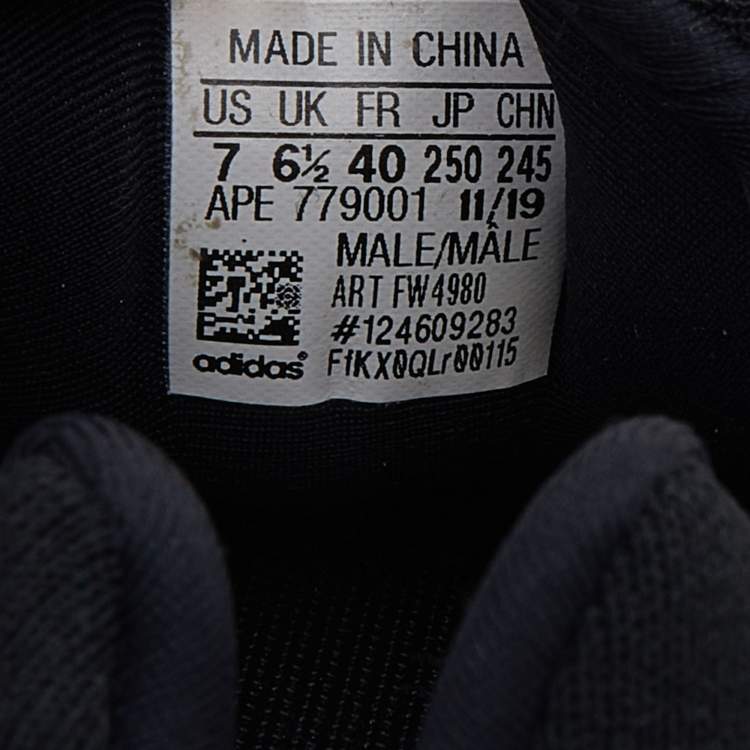 MADE IN CHINA
US UK FR JP CHN
7 6½ 40 250 245
APE 779001 11/19
MALE/MÂLE
ART FW4980
#124609283
adidas® FfKX0QLr00115